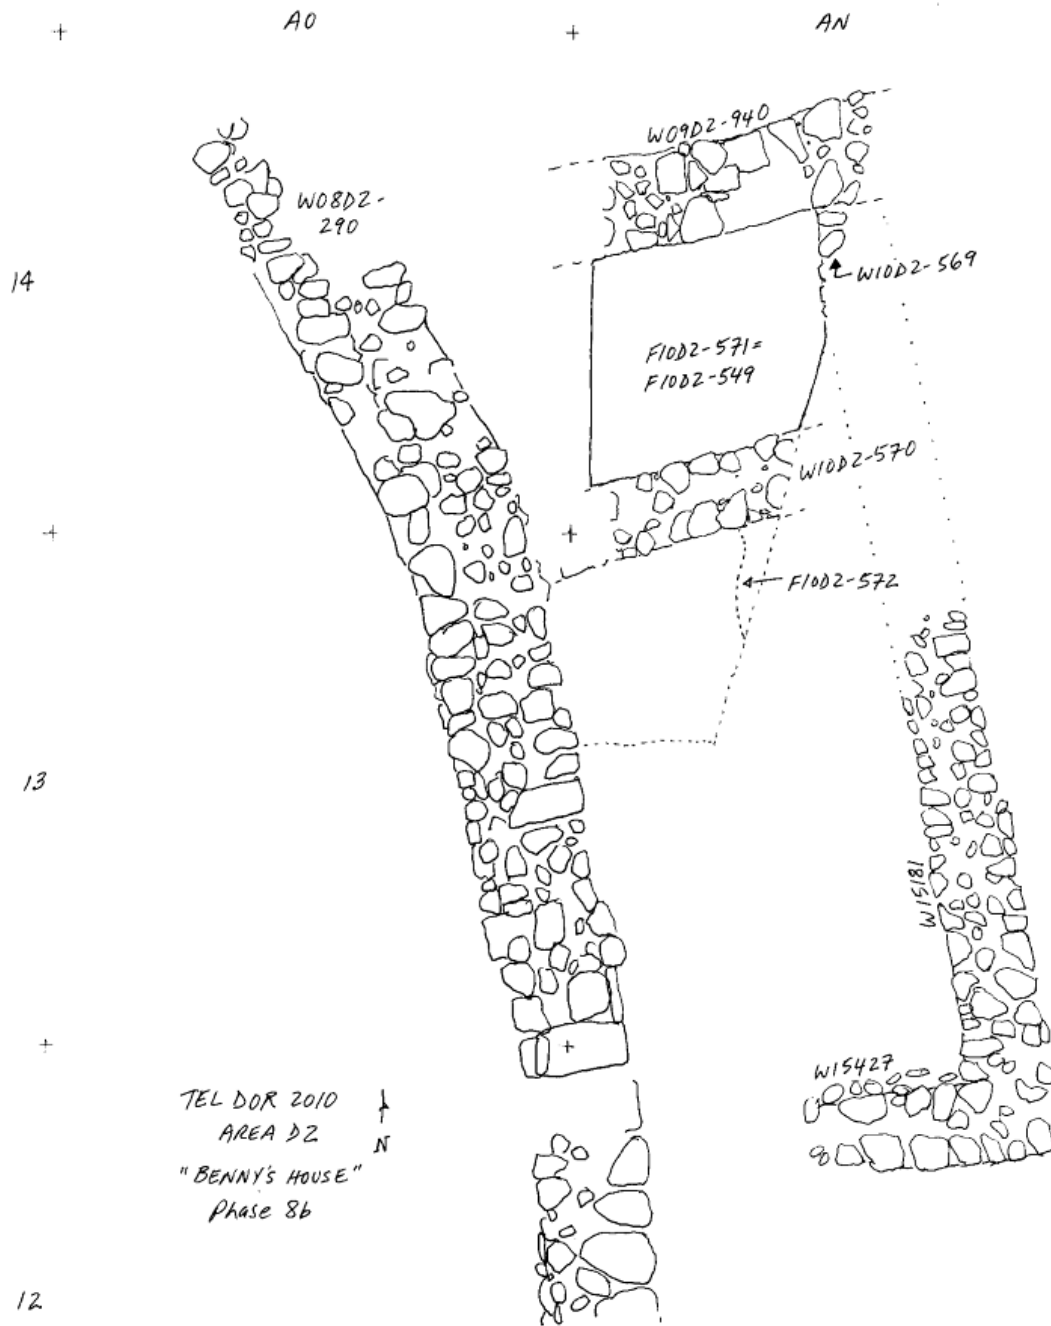 AO
AN
W09D2-940
W08D2-
290
14
W10D2-569
F10D2-571=
F10D2-549
W10D2-570
F10D2-572
13
W15181
W15427
TEL DOR 2010
AREA D2
N
"BENNY'S HOUSE"
Phase 8b
12